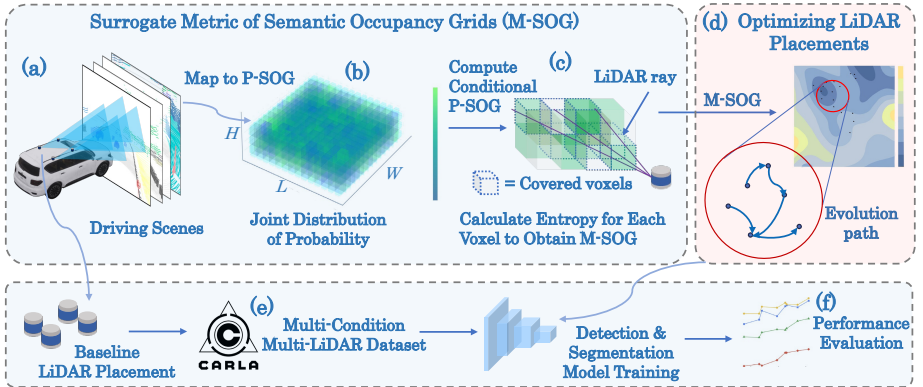 Surrogate Metric of Semantic Occupancy Grids (M-SOG)
(a)
Map to P-SOG
(b)
H
L
W
Driving Scenes
Joint Distribution
of Probability
Compute
Conditional
P-SOG
(c)
LiDAR ray
= Covered voxels
Calculate Entropy for Each
Voxel to Obtain M-SOG
(d) Optimizing LiDAR
Placements
M-SOG
Evolution
path
Baseline
LiDAR Placement
(e)
CARLA
Multi-Condition
Multi-LiDAR Dataset
Detection &
Segmentation
Model Training
(f)
Performance
Evaluation